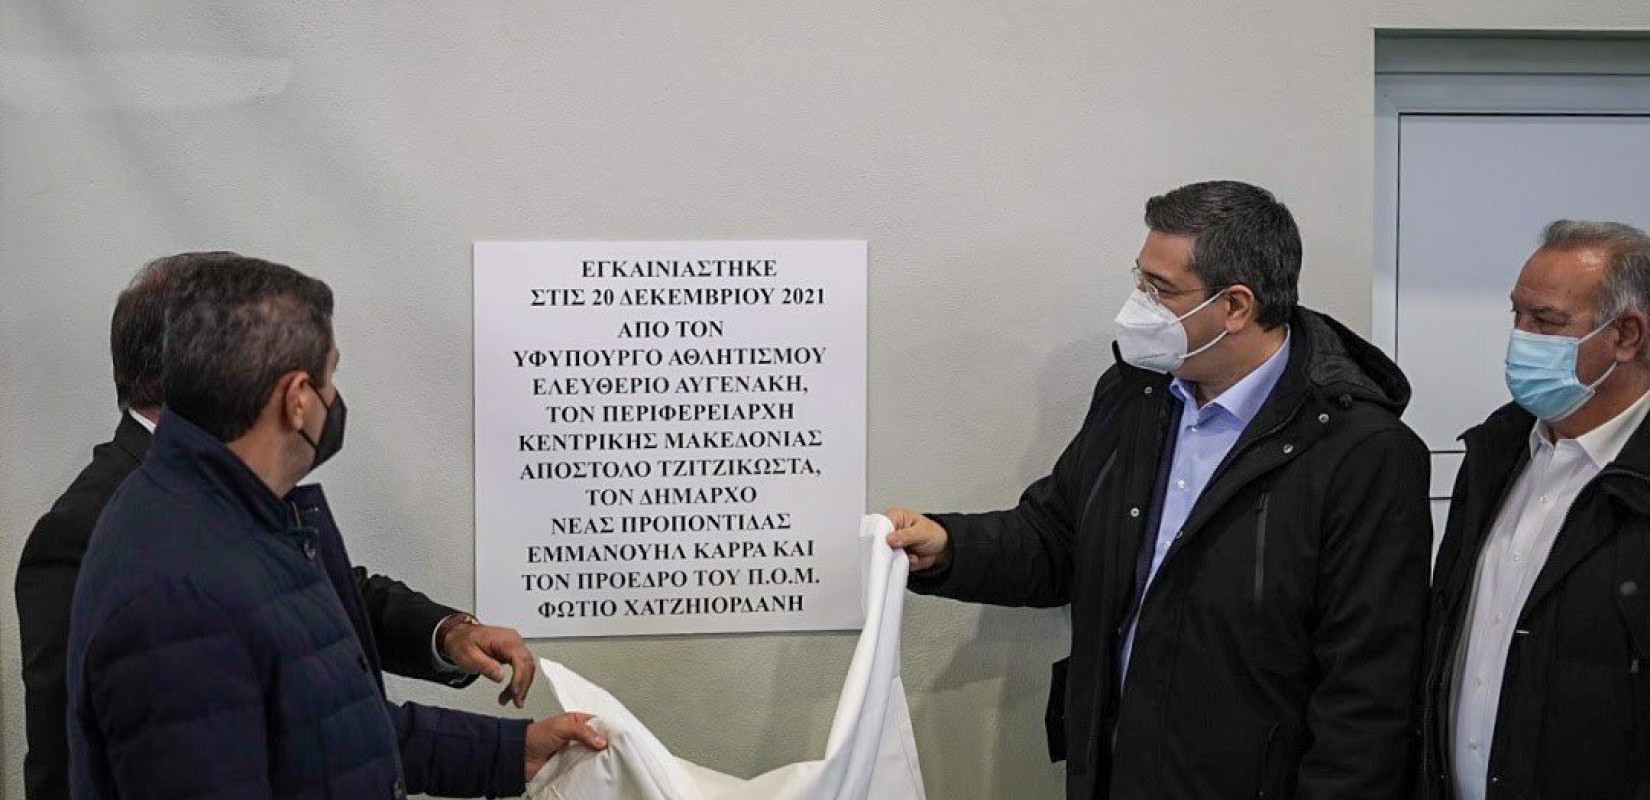 ΕΓΚΑΙΝΙΑΣΤΗΚΕ
ΣΤΙΣ 20 ΔΕΚΕΜΒΡΙΟΥ 2021
ΑΠΟ ΤΟΝ
ΥΦΥΠΟΥΡΓΟ ΑΘΛΗΤΙΣΜΟΥ
ΕΛΕΥΘΕΡΙΟ ΑΥΓΕΝΑΚΗ,
ΤΟΝ ΠΕΡΙΦΕΡΕΙΑΡΧΗ
ΚΕΝΤΡΙΚΗΣ ΜΑΚΕΔΟΝΙΑΣ
ΑΠΟΣΤΟΛΟ ΤΖΙΤΖΙΚΩΣΤΑ,
ΤΟΝ ΔΗΜΑΡΧΟ
ΝΕΑΣ ΠΡΟΠΟΝΤΙΔΑΣ
ΕΜΜΑΝΟΥΗΛ ΚΑΡΡΑ ΚΑΙ
ΤΟΝ ΠΡΟΕΔΡΟ ΤΟΥ Π.Ο.Μ.
ΦΩΤΙΟ ΧΑΤΖΗΙΟΡΔΑΝΗ